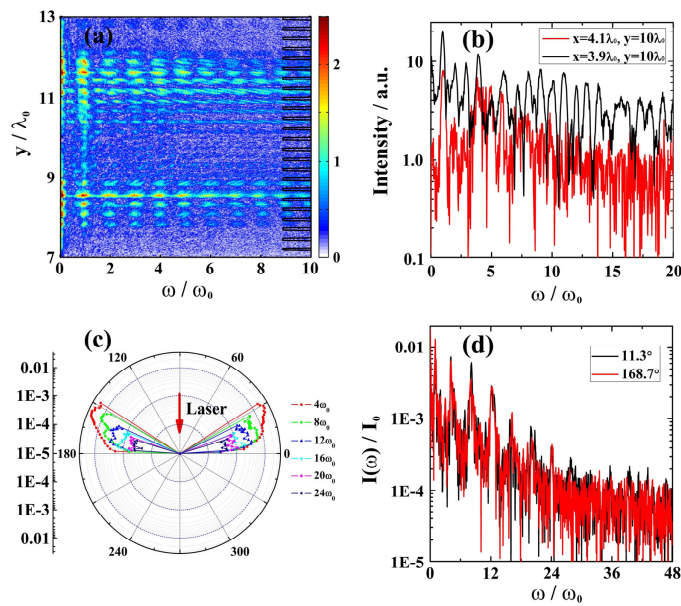 (a)
13
11
9
7
y / λ₀
0 2 4 6 8 10
ω / ω₀
2
1
0
(b)
x=4.1λ₀, y=10λ₀
x=3.9λ₀, y=10λ₀
Intensity / a.u.
10
1.0
0.1
0 5 10 15 20
ω / ω₀
(c)
0.01
1E-3
1E-4
1E-5
1E-4
1E-3
0.01
120 60
180 0
240 300
Laser
4ω₀
8ω₀
12ω₀
16ω₀
20ω₀
24ω₀
(d)
11.3°
168.7°
I(ω) / I₀
0.01
1E-3
1E-4
1E-5
0 12 24 36 48
ω / ω₀